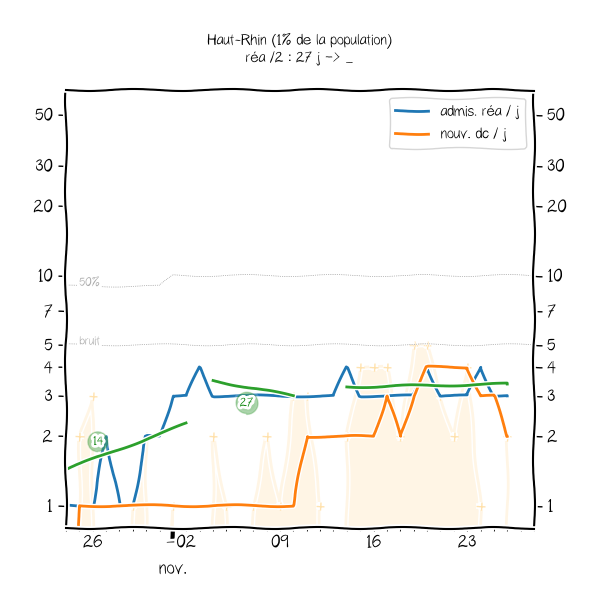 Haut-Rhin (1% de la population)
réa /2 : 27 j -> _
admis. réa / j
nouv. dc / j
50 50
30 30
20 20
10 10
50%
7 7
5 5
bruit
4 4
3 3
27
2 2
14
1 1
26 02 09 16 23
nov.